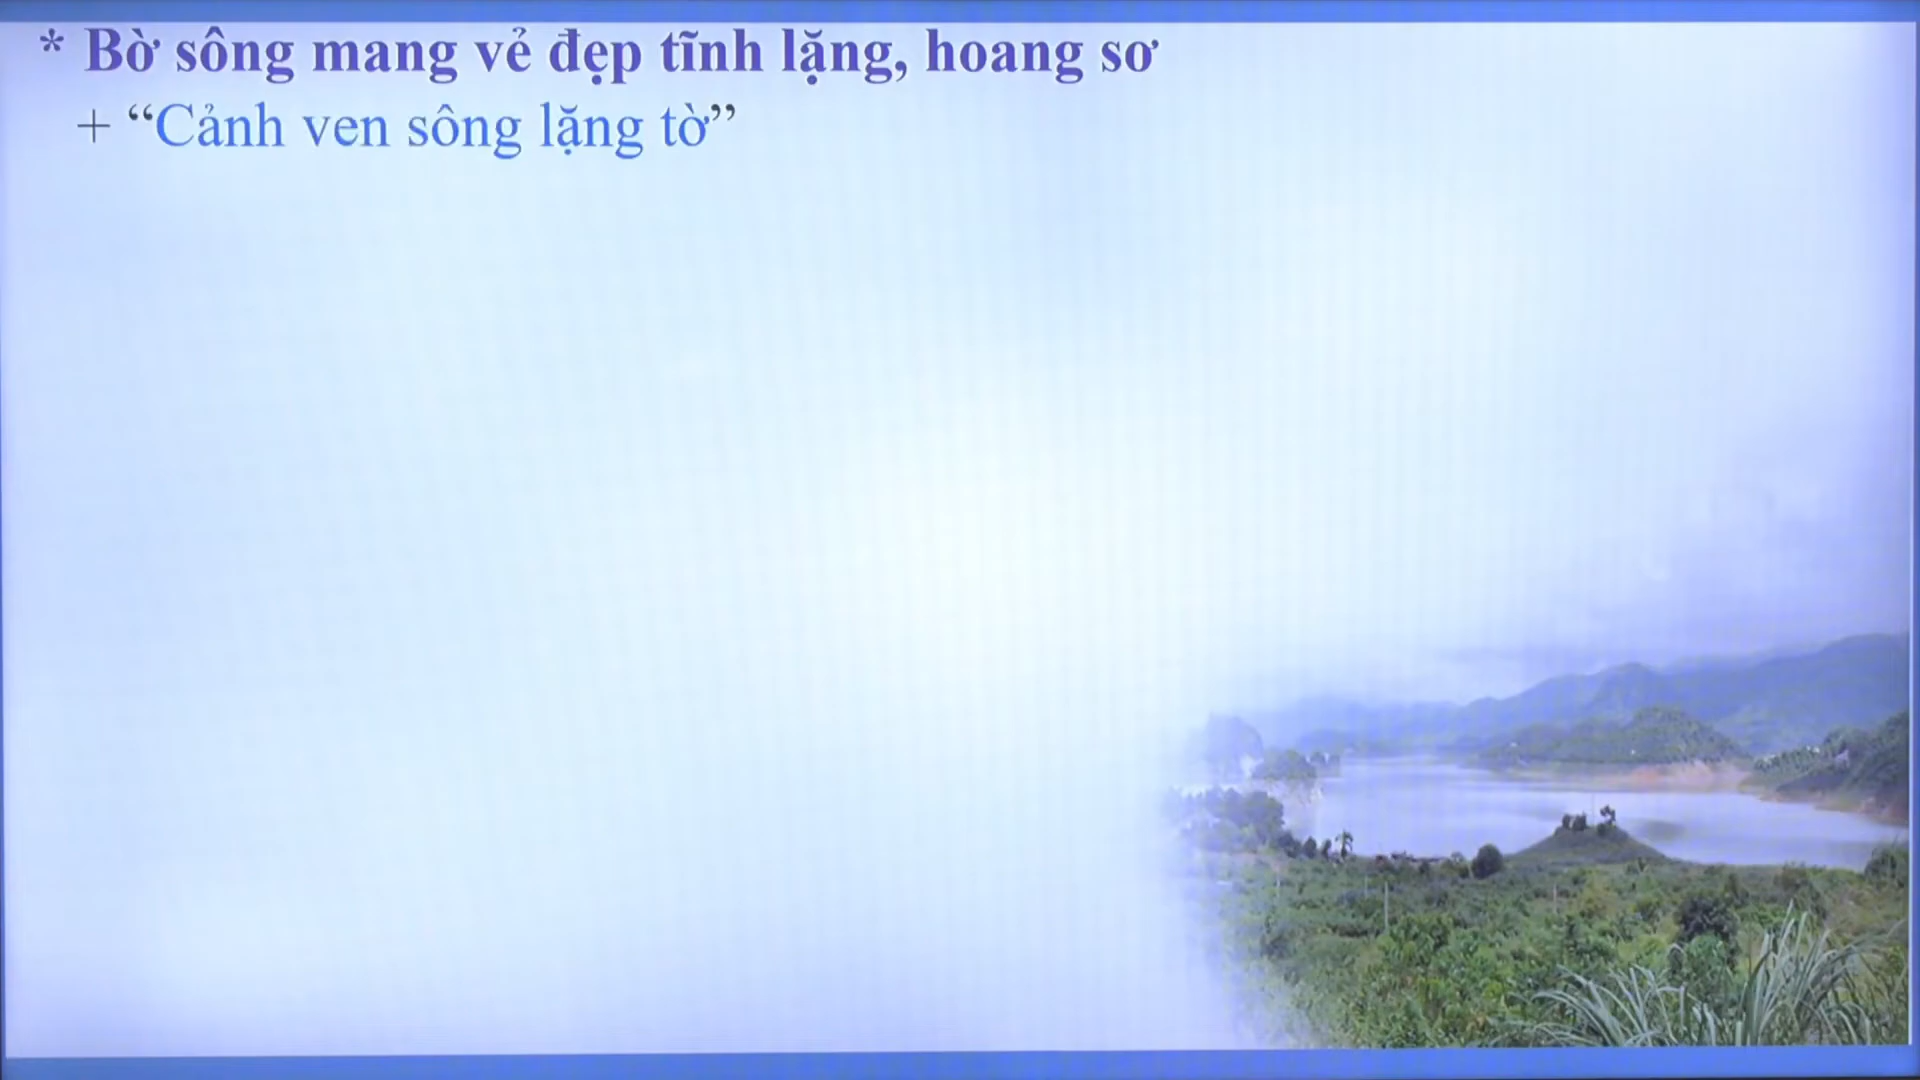 * Bờ sông mang vẻ đẹp tĩnh lặng, hoang sơ
+ “Cảnh ven sông lặng tờ”